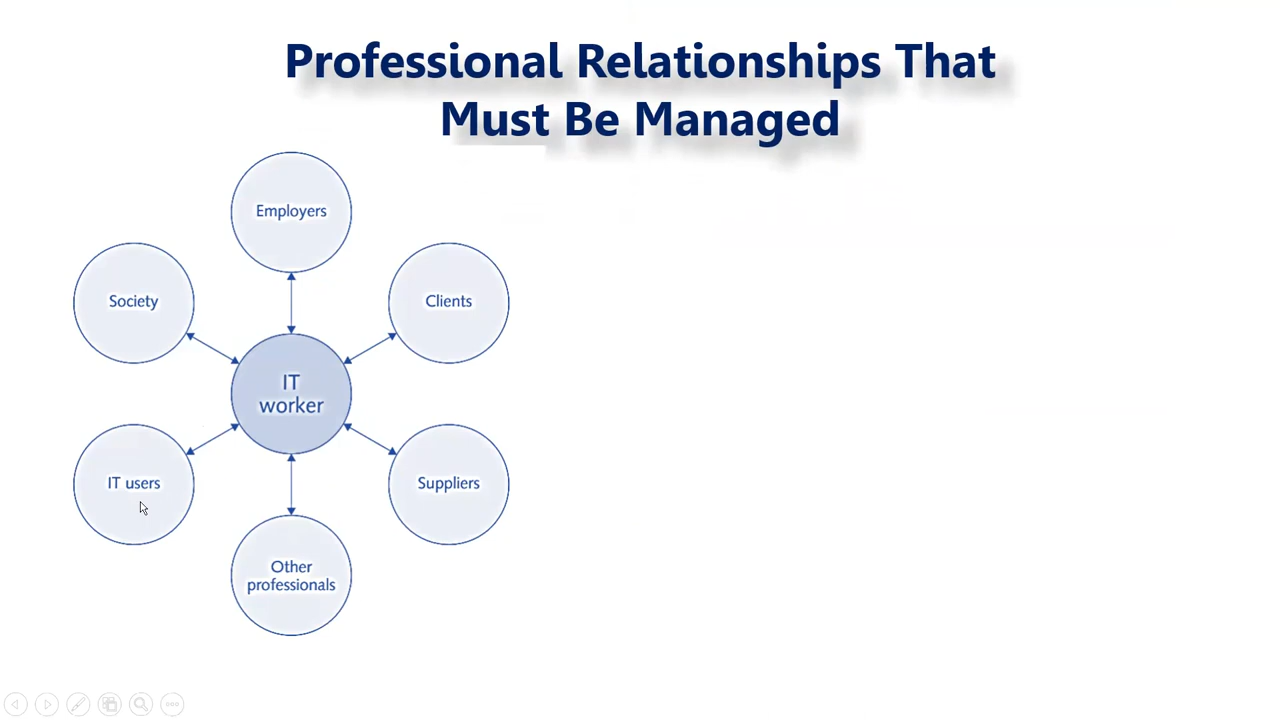 Professional Relationships That
Must Be Managed
Employers
Society
Clients
IT
worker
IT users
Suppliers
Other
professionals